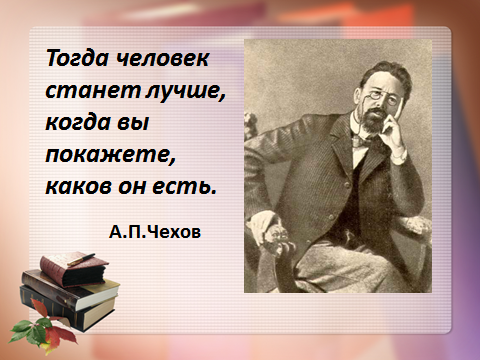 Тогда человек
станет лучше,
когда вы
покажете,
каков он есть.
А.П.Чехов